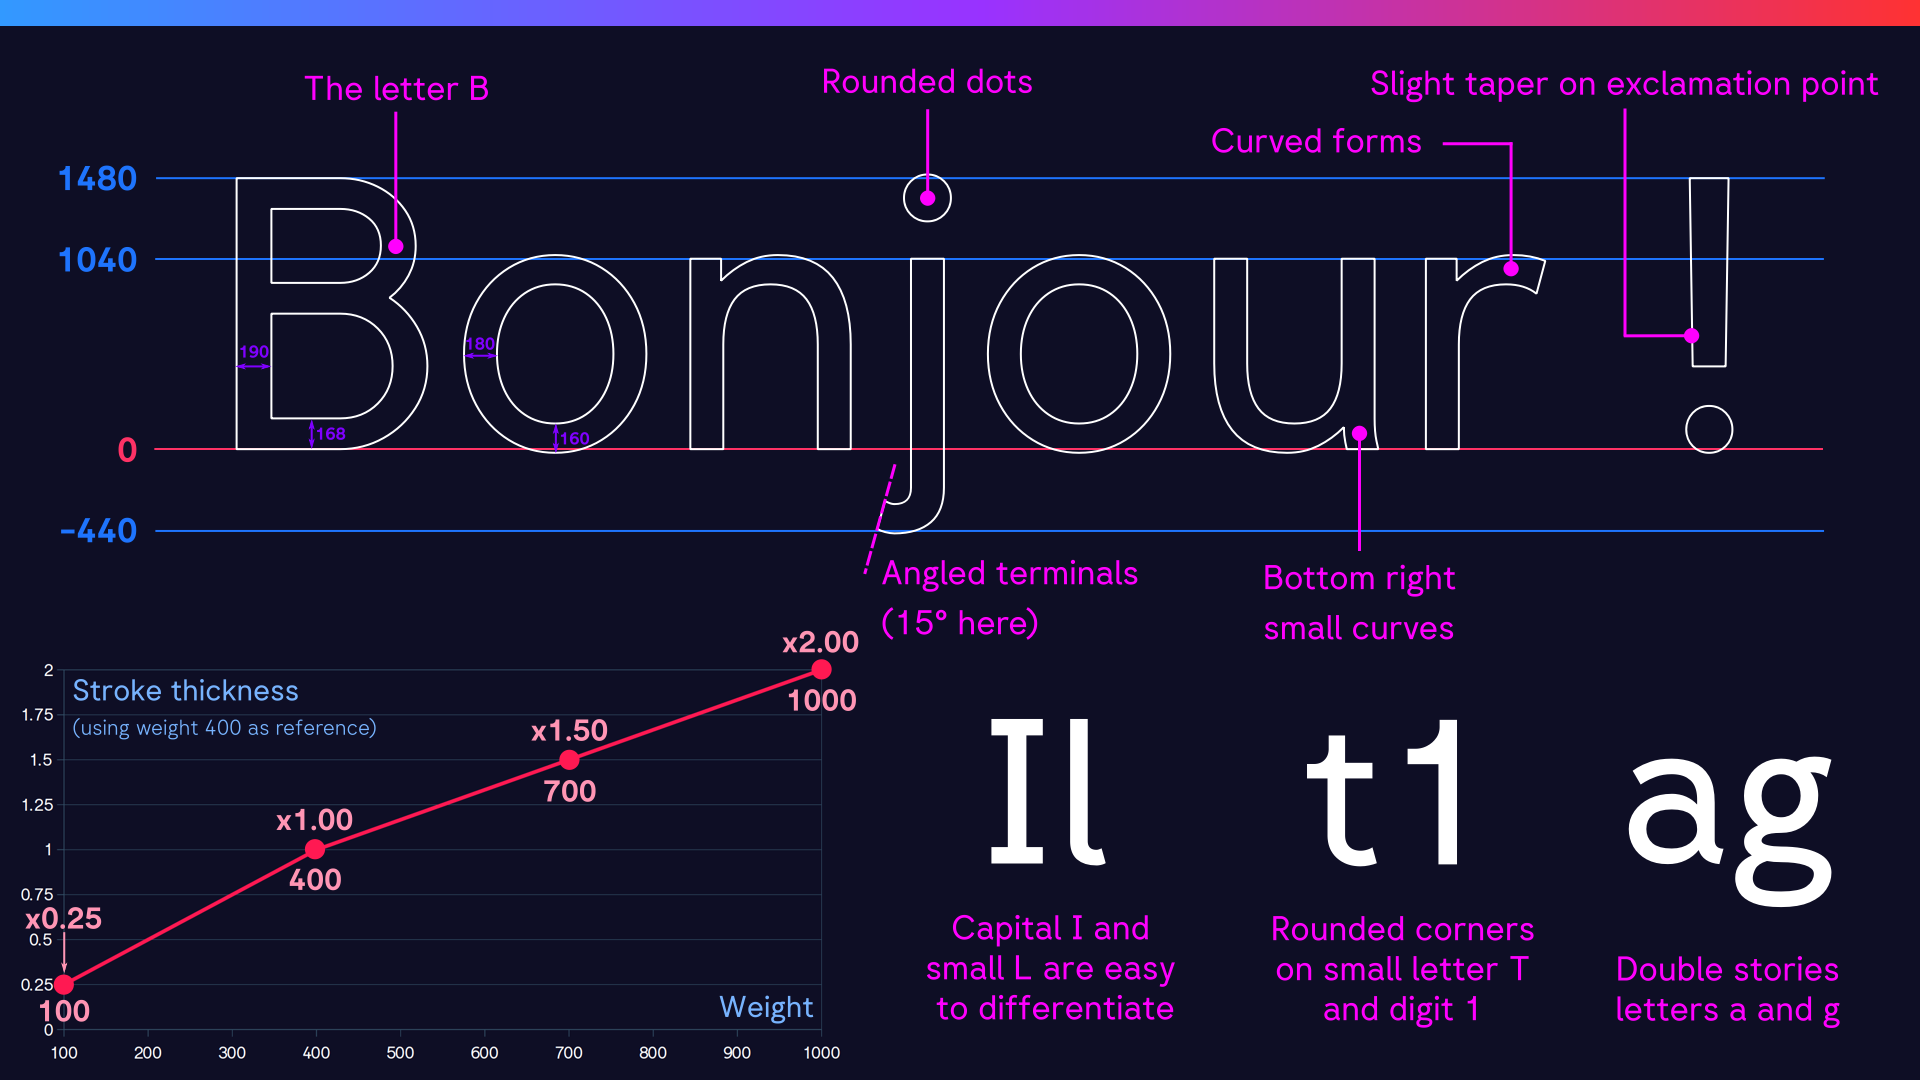 The letter B
Rounded dots
Slight taper on exclamation point
Curved forms
1480
1040
0
-440
Bonjour!
190
168
180
160
Angled terminals
(15° here)
Bottom right
small curves
Stroke thickness
(using weight 400 as reference)
2
1.75
1.5
1.25
1
0.75
0.5
0.25
0
x0.25
100
x1.00
400
x1.50
700
x2.00
1000
Weight
100 200 300 400 500 600 700 800 900 1000
Il
Capital I and
small L are easy
to differentiate
t1
Rounded corners
on small letter T
and digit 1
ag
Double stories
letters a and g